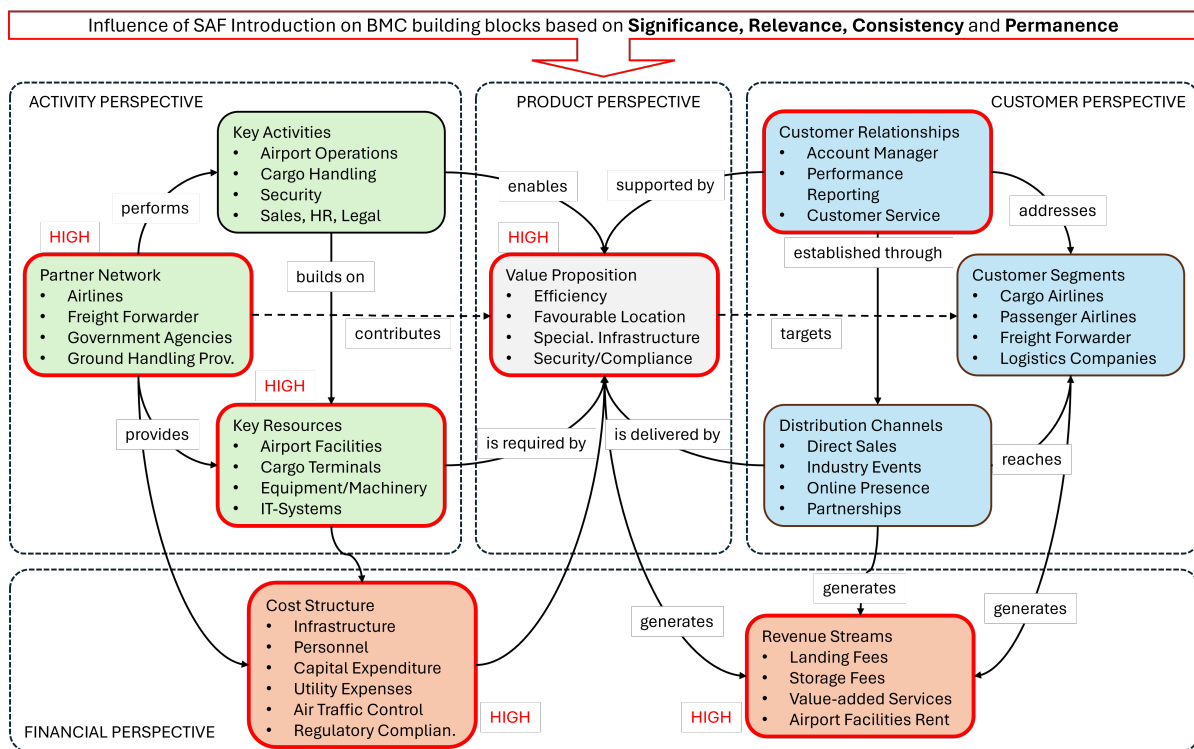 Influence of SAF Introduction on BMC building blocks based on Significance, Relevance, Consistency and Permanence
ACTIVITY PERSPECTIVE
PRODUCT PERSPECTIVE
CUSTOMER PERSPECTIVE
Key Activities
• Airport Operations
• Cargo Handling
• Security
• Sales, HR, Legal
Customer Relationships
• Account Manager
• Performance
Reporting
• Customer Service
performs
enables
supported by
addresses
HIGH
HIGH
established through
builds on
Partner Network
• Airlines
• Freight Forwarder
• Government Agencies
• Ground Handling Prov.
Value Proposition
• Efficiency
• Favourable Location
• Special. Infrastructure
• Security/Compliance
Customer Segments
• Cargo Airlines
• Passenger Airlines
• Freight Forwarder
• Logistics Companies
contributes
targets
HIGH
provides
Key Resources
• Airport Facilities
• Cargo Terminals
• Equipment/Machinery
• IT-Systems
is required by
is delivered by
Distribution Channels
• Direct Sales
• Industry Events
• Online Presence
• Partnerships
reaches
generates
generates
generates
Cost Structure
• Infrastructure
• Personnel
• Capital Expenditure
• Utility Expenses
• Air Traffic Control
• Regulatory Complian.
HIGH
HIGH
Revenue Streams
• Landing Fees
• Storage Fees
• Value-added Services
• Airport Facilities Rent
FINANCIAL PERSPECTIVE